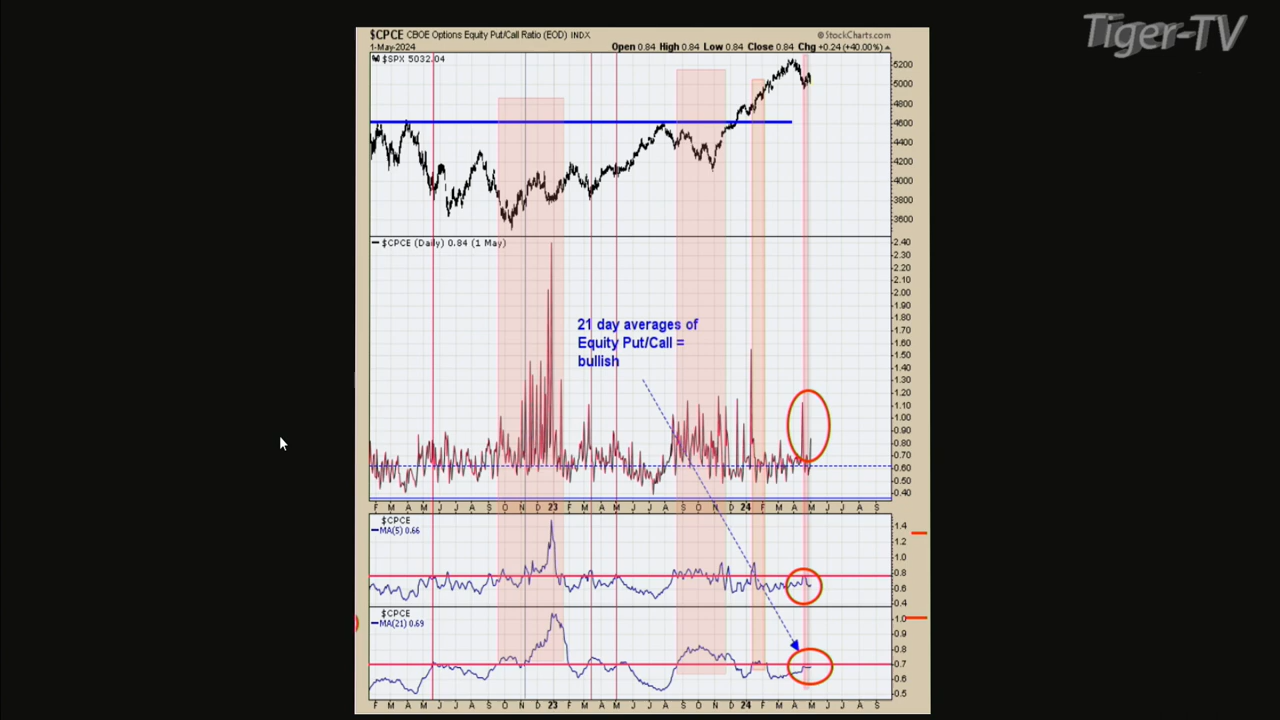 Tiger-TV
$CPCE CBOE Options Equity Put/Call Ratio (EOD) INDX
© StockCharts.com
1-May-2024
Open 0.84 High 0.84 Low 0.84 Close 0.84 Chg +0.24 (+40.00%)
$SPX 5032.04
5200
5000
4800
4600
4400
4200
4000
3800
3600
$CPCE (Daily) 0.84 (1 May)
2.40
2.30
2.20
2.10
2.00
1.90
1.80
1.70
1.60
1.50
1.40
1.30
1.20
1.10
1.00
0.90
0.80
0.70
0.60
0.50
0.40
21 day averages of
Equity Put/Call =
bullish
F M A M J J A S O N D 23 F M A M J J A S O N D 24 F M A M J J A S
$CPCE
MA(5) 0.66
1.4
1.2
1.0
0.8
0.6
0.4
$CPCE
MA(21) 0.69
1.0
0.9
0.8
0.7
0.6
0.5
F M A M J J A S O N D 23 F M A M J J A S O N D 24 F M A M J J A S